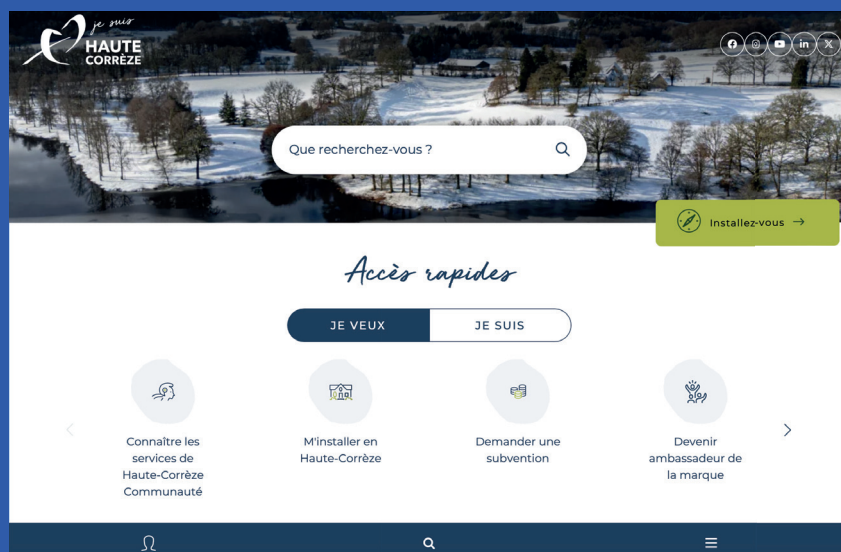 je suis
HAUTE
CORRÈZE
Que recherchez-vous ?
Installez-vous →
Accès rapides
JE VEUX
JE SUIS
Connaître les
services de
Haute-Corrèze
Communauté
M'installer en
Haute-Corrèze
Demander une
subvention
Devenir
ambassadeur de
la marque